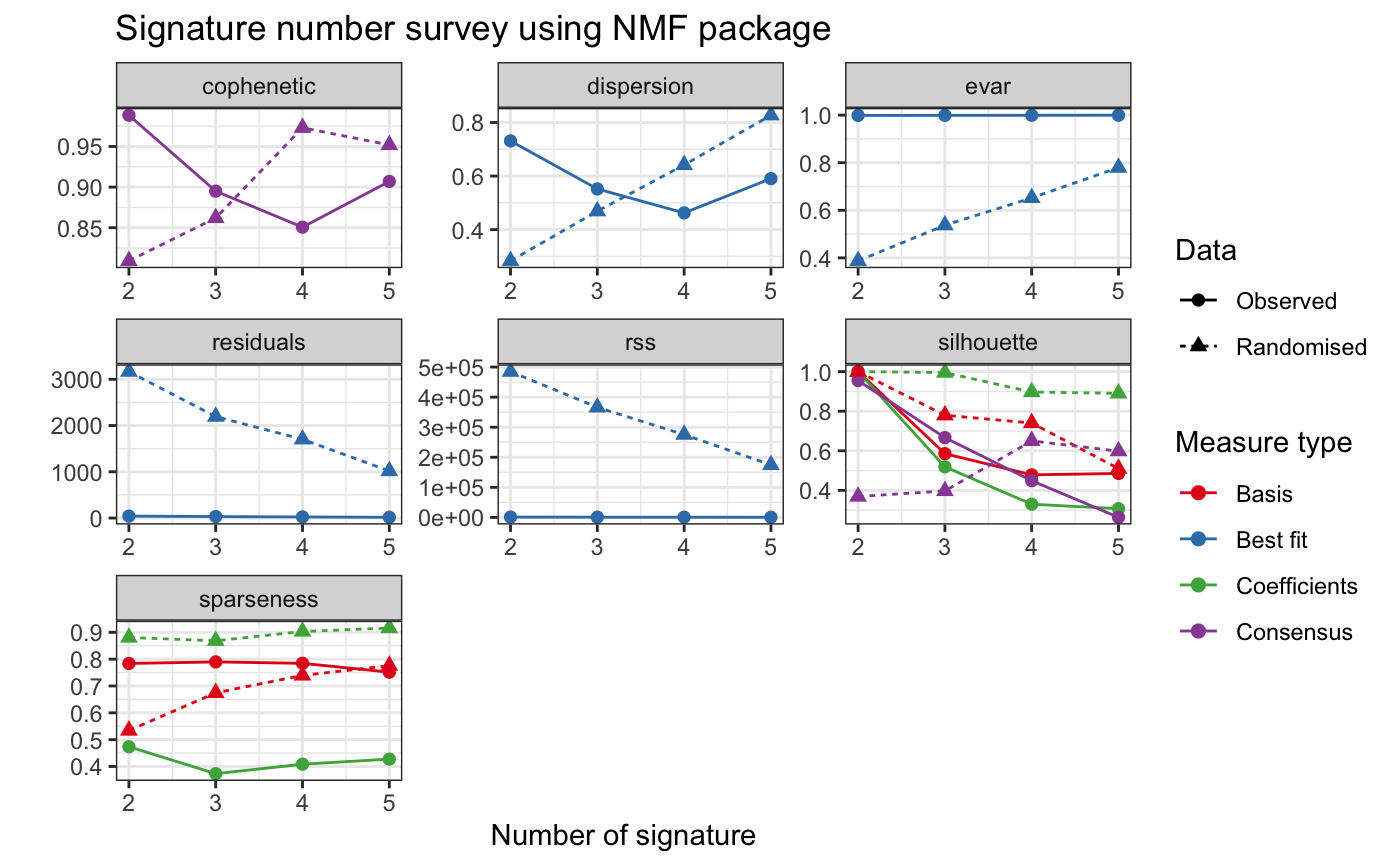 Signature number survey using NMF package
cophenetic
dispersion
evar
0.95
0.90
0.85
2 3 4 5
0.8
0.6
0.4
2 3 4 5
1.0
0.8
0.6
0.4
2 3 4 5
residuals
rss
silhouette
3000
2000
1000
0
2 3 4 5
5e+05
4e+05
3e+05
2e+05
1e+05
0e+00
2 3 4 5
1.0
0.8
0.6
0.4
2 3 4 5
sparseness
0.9
0.8
0.7
0.6
0.5
0.4
2 3 4 5
Number of signature
Data
Observed
Randomised
Measure type
Basis
Best fit
Coefficients
Consensus